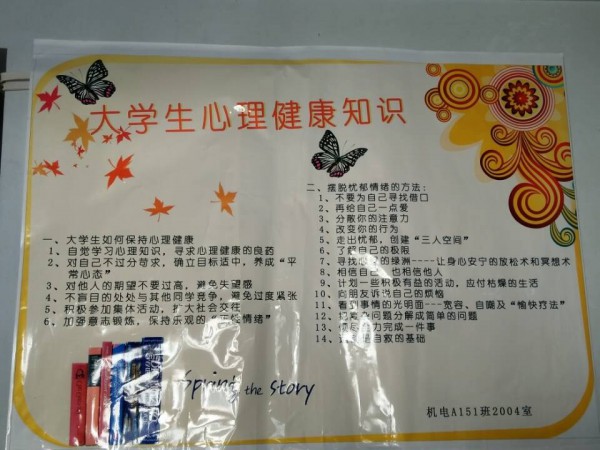 大学生心理健康知识
一、大学生如何保持心理健康
1、自觉学习心理知识，寻求心理健康的良药
2、对自己不过分苛求，确立目标适中，养成“平
常心态”
3、对他人的期望不要过高，避免失望感
4、不盲目的处处与其他同学竞争，避免过度紧张
5、积极参加集体活动，扩大社会交往
6、加强意志锻炼，保持乐观的 情绪”
二、摆脱忧郁情绪的方法：
1、不要为自己寻找借口
2、再给自己一点爱
3、分散你的注意力
4、改变你的行为
5、走出忧郁，创建“三人空间”
6、了解自己的极限
7、寻找心灵的绿洲----让身心安宁的放松术和冥想术
8、相信自己，也相信他人
9、计划一些积极有益的活动，应付枯燥的生活
10、向朋友诉说自己的烦恼
11、看到事情的光明面---宽容、自嘲及“愉快疗法”
12、把 问题分解成简单的问题
13、 全力完成一件事
14、 自救的基础
Spring the story
机电A151班2004室